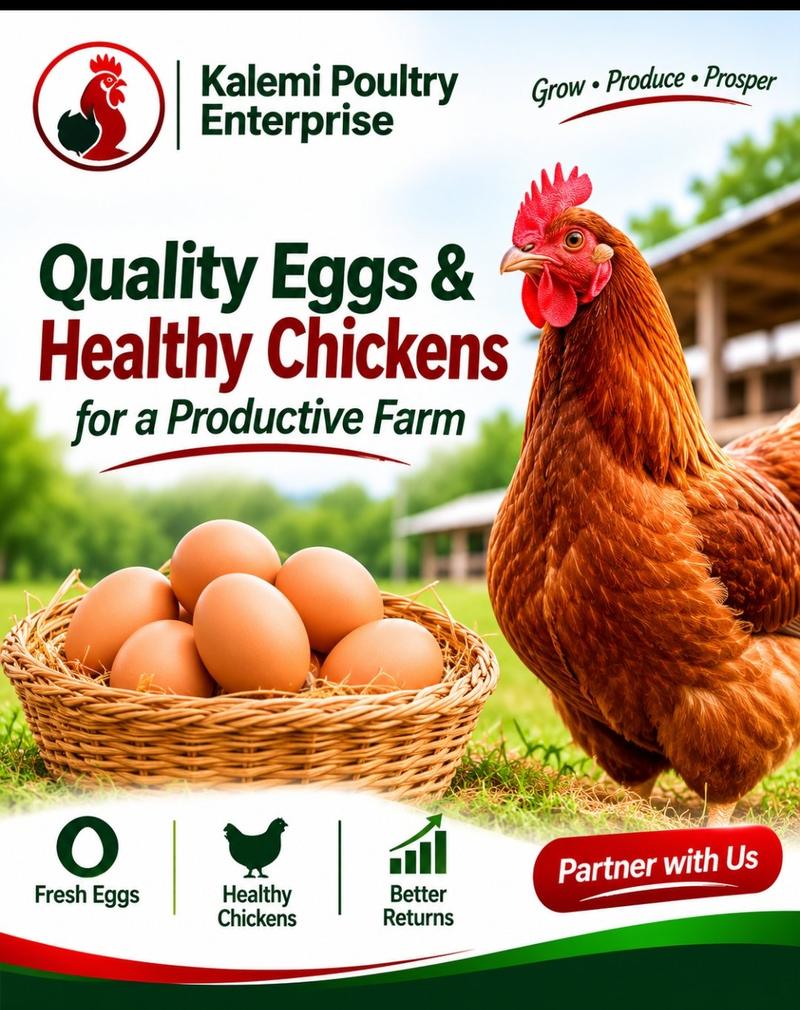 Kalemi Poultry
Enterprise
Grow • Produce • Prosper
Quality Eggs &
Healthy Chickens
for a Productive Farm
Fresh Eggs
Healthy
Chickens
Better
Returns
Partner with Us